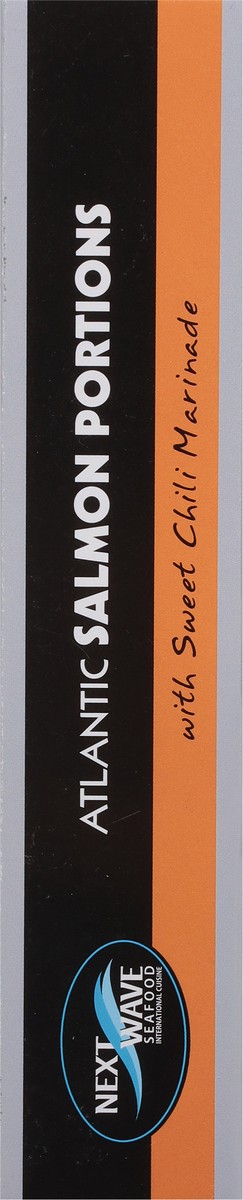 ATLANTIC SALMON PORTIONS
with Sweet Chili Marinade
NEXT
WAVE
SEAFOOD
INTERNATIONAL CUISINE